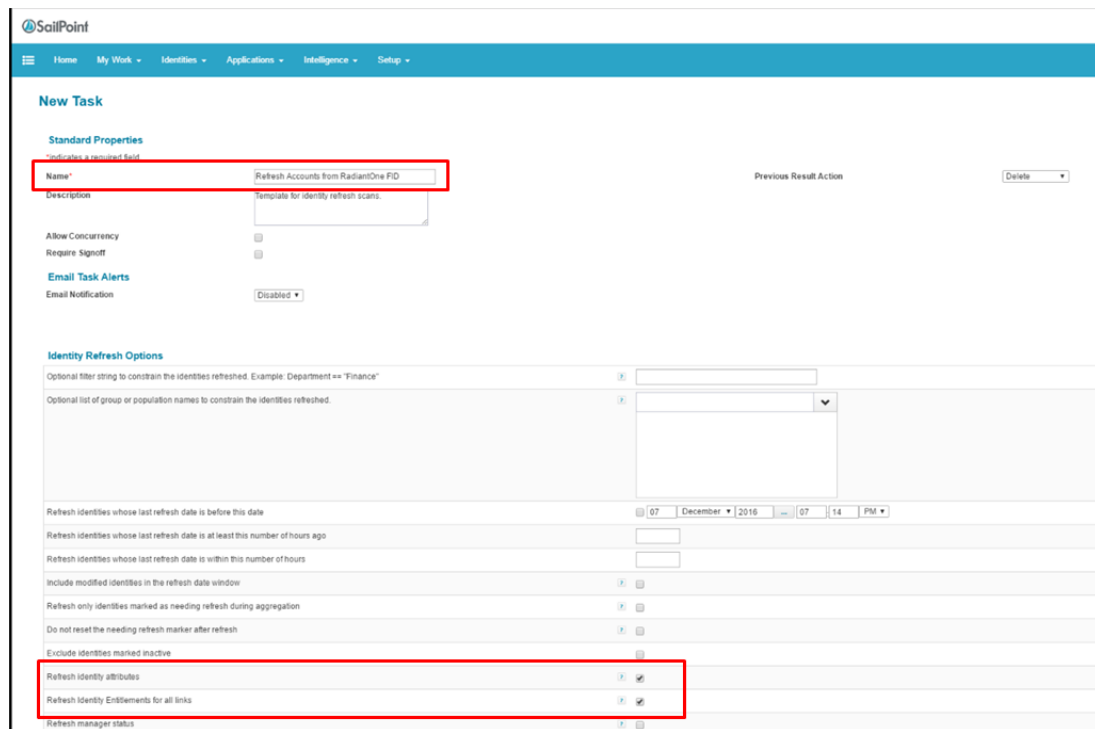 SailPoint
Home My Work Identities Applications Intelligence Setup
New Task
Standard Properties
*indicates a required field
Name* Refresh Accounts from RadiantOne FID Previous Result Action Delete
Description Template for identity refresh scans.
Allow Concurrency
Require Signoff
Email Task Alerts
Email Notification Disabled
Identity Refresh Options
Optional filter string to constrain the identities refreshed. Example: Department == "Finance" ?
Optional list of group or population names to constrain the identities refreshed. ?
Refresh identities whose last refresh date is before this date 07 December 2016 ... 07 :14 PM
Refresh identities whose last refresh date is at least this number of hours ago
Refresh identities whose last refresh date is within this number of hours
Include modified identities in the refresh date window ?
Refresh only identities marked as needing refresh during aggregation ?
Do not reset the needing refresh marker after refresh ?
Exclude identities marked inactive
Refresh identity attributes ?
Refresh Identity Entitlements for all links ?
Refresh manager status ?